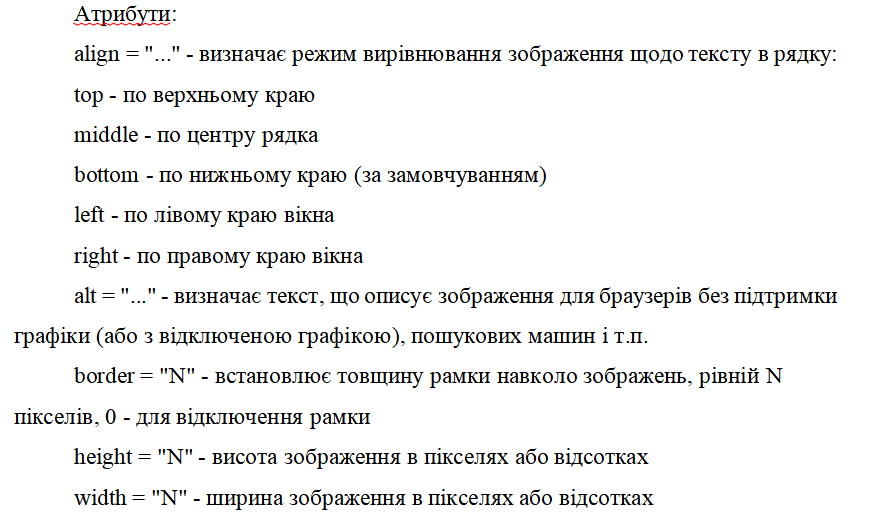 Атрибути:
align = "..." - визначає режим вирівнювання зображення щодо тексту в рядку:
top - по верхньому краю
middle - по центру рядка
bottom - по нижньому краю (за замовчуванням)
left - по лівому краю вікна
right - по правому краю вікна
alt = "..." - визначає текст, що описує зображення для браузерів без підтримки
графіки (або з відключеною графікою), пошукових машин і т.п.
border = "N" - встановлює товщину рамки навколо зображень, рівній N
пікселів, 0 - для відключення рамки
height = "N" - висота зображення в пікселях або відсотках
width = "N" - ширина зображення в пікселях або відсотках